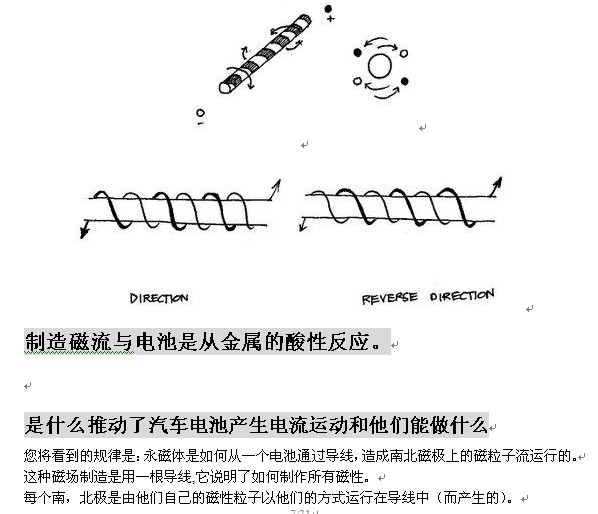 +
-
DIRECTION
REVERSE DIRECTION
制造磁流与电池是从金属的酸性反应。
是什么推动了汽车电池产生电流运动和他们能做什么
您将看到的规律是：永磁体是如何从一个电池通过导线，造成南北磁极上的磁粒子流运行的。
这种磁场制造是用一根导线,它说明了如何制作所有磁性。
每个南，北极是由他们自己的磁性粒子以他们的方式运行在导线中（而产生的）。